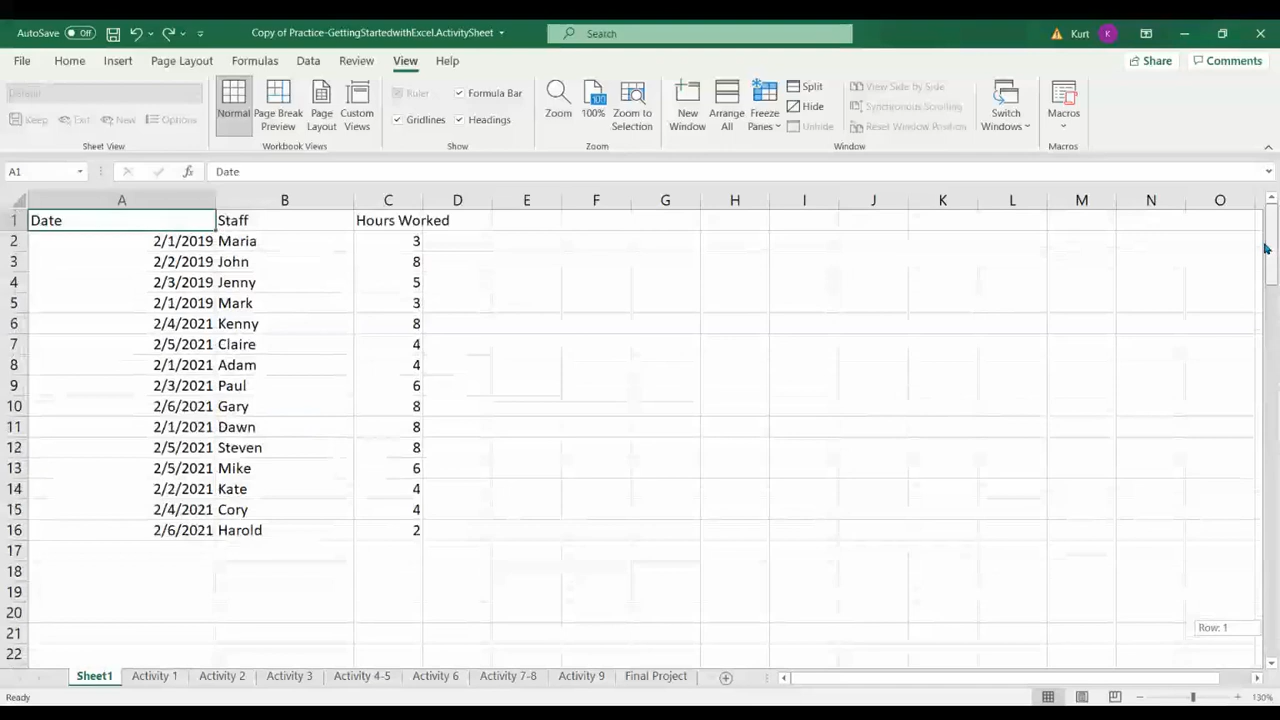 AutoSave Off Copy of Practice-GettingStartedwithExcel.ActivitySheet Search Kurt K
File Home Insert Page Layout Formulas Data Review View Help Share Comments
Default
Keep Exit New Options
Sheet View
Normal Page Break Preview Page Layout Custom Views
Workbook Views
Ruler Formula Bar
Gridlines Headings
Show
Zoom 100% Zoom to Selection
100
Zoom
New Window Arrange All Freeze Panes
Split
Hide
Unhide
View Side by Side
Synchronous Scrolling
Reset Window Position
Switch Windows
Window
Macros
Macros
A1 fx Date
A B C D E F G H I J K L M N O
1 Date Staff Hours Worked
2 2/1/2019 Maria 3
3 2/2/2019 John 8
4 2/3/2019 Jenny 5
5 2/1/2019 Mark 3
6 2/4/2021 Kenny 8
7 2/5/2021 Claire 4
8 2/1/2021 Adam 4
9 2/3/2021 Paul 6
10 2/6/2021 Gary 8
11 2/1/2021 Dawn 8
12 2/5/2021 Steven 8
13 2/5/2021 Mike 6
14 2/2/2021 Kate 4
15 2/4/2021 Cory 4
16 2/6/2021 Harold 2
17
18
19
20
21
22
Row: 1
Sheet1 Activity 1 Activity 2 Activity 3 Activity 4-5 Activity 6 Activity 7-8 Activity 9 Final Project
Ready 130%